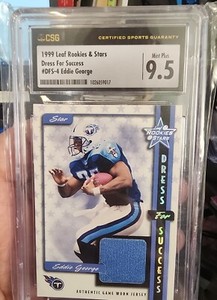 CSG
CERTIFIED SPORTS GUARANTY
1999 Leaf Rookies & Stars
Dress For Success
#DFS-4 Eddie George
Mint Plus
9.5
1026029017
Star
ROOKIES
& STARS
DRESS
For
SUCCESS
Eddie George
AUTHENTIC GAME WORN JERSEY